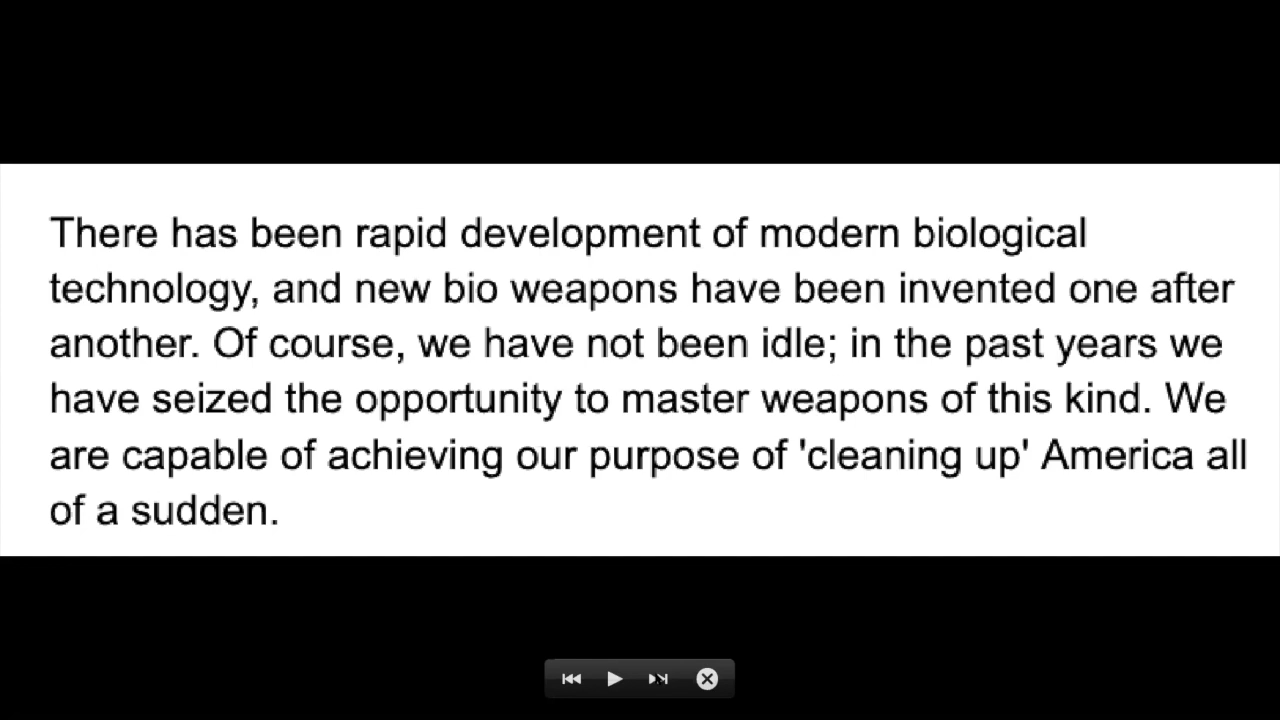 There has been rapid development of modern biological
technology, and new bio weapons have been invented one after
another. Of course, we have not been idle; in the past years we
have seized the opportunity to master weapons of this kind. We
are capable of achieving our purpose of 'cleaning up' America all
of a sudden.